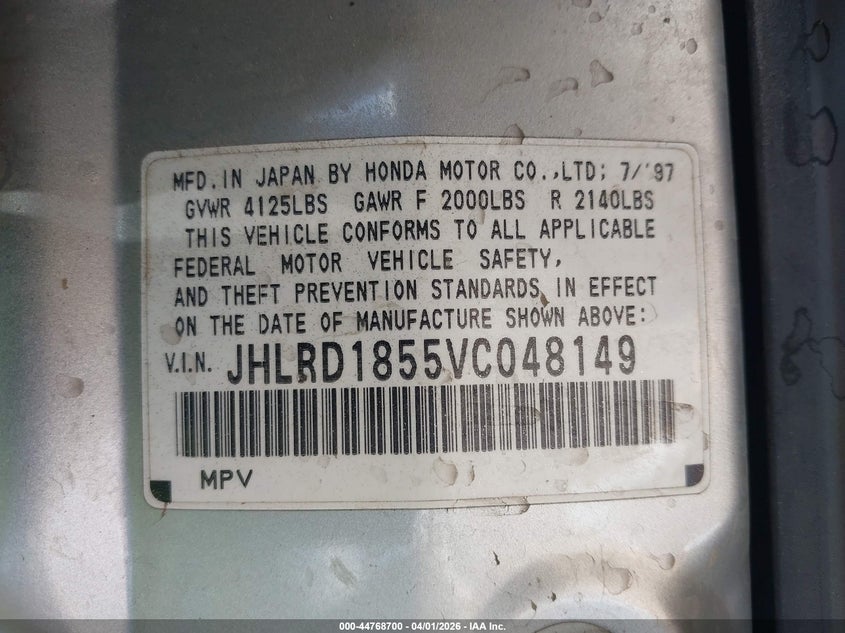 MFD. IN JAPAN BY HONDA MOTOR CO.,LTD; 7/'97
GVWR 4125LBS GAWR F 2000LBS R 2140LBS
THIS VEHICLE CONFORMS TO ALL APPLICABLE
FEDERAL MOTOR VEHICLE SAFETY,
AND THEFT PREVENTION STANDARDS IN EFFECT
ON THE DATE OF MANUFACTURE SHOWN ABOVE:
V.I.N. JHLRD1855VC048149
MPV
000-44768700 - 04/01/2026 - IAA Inc.